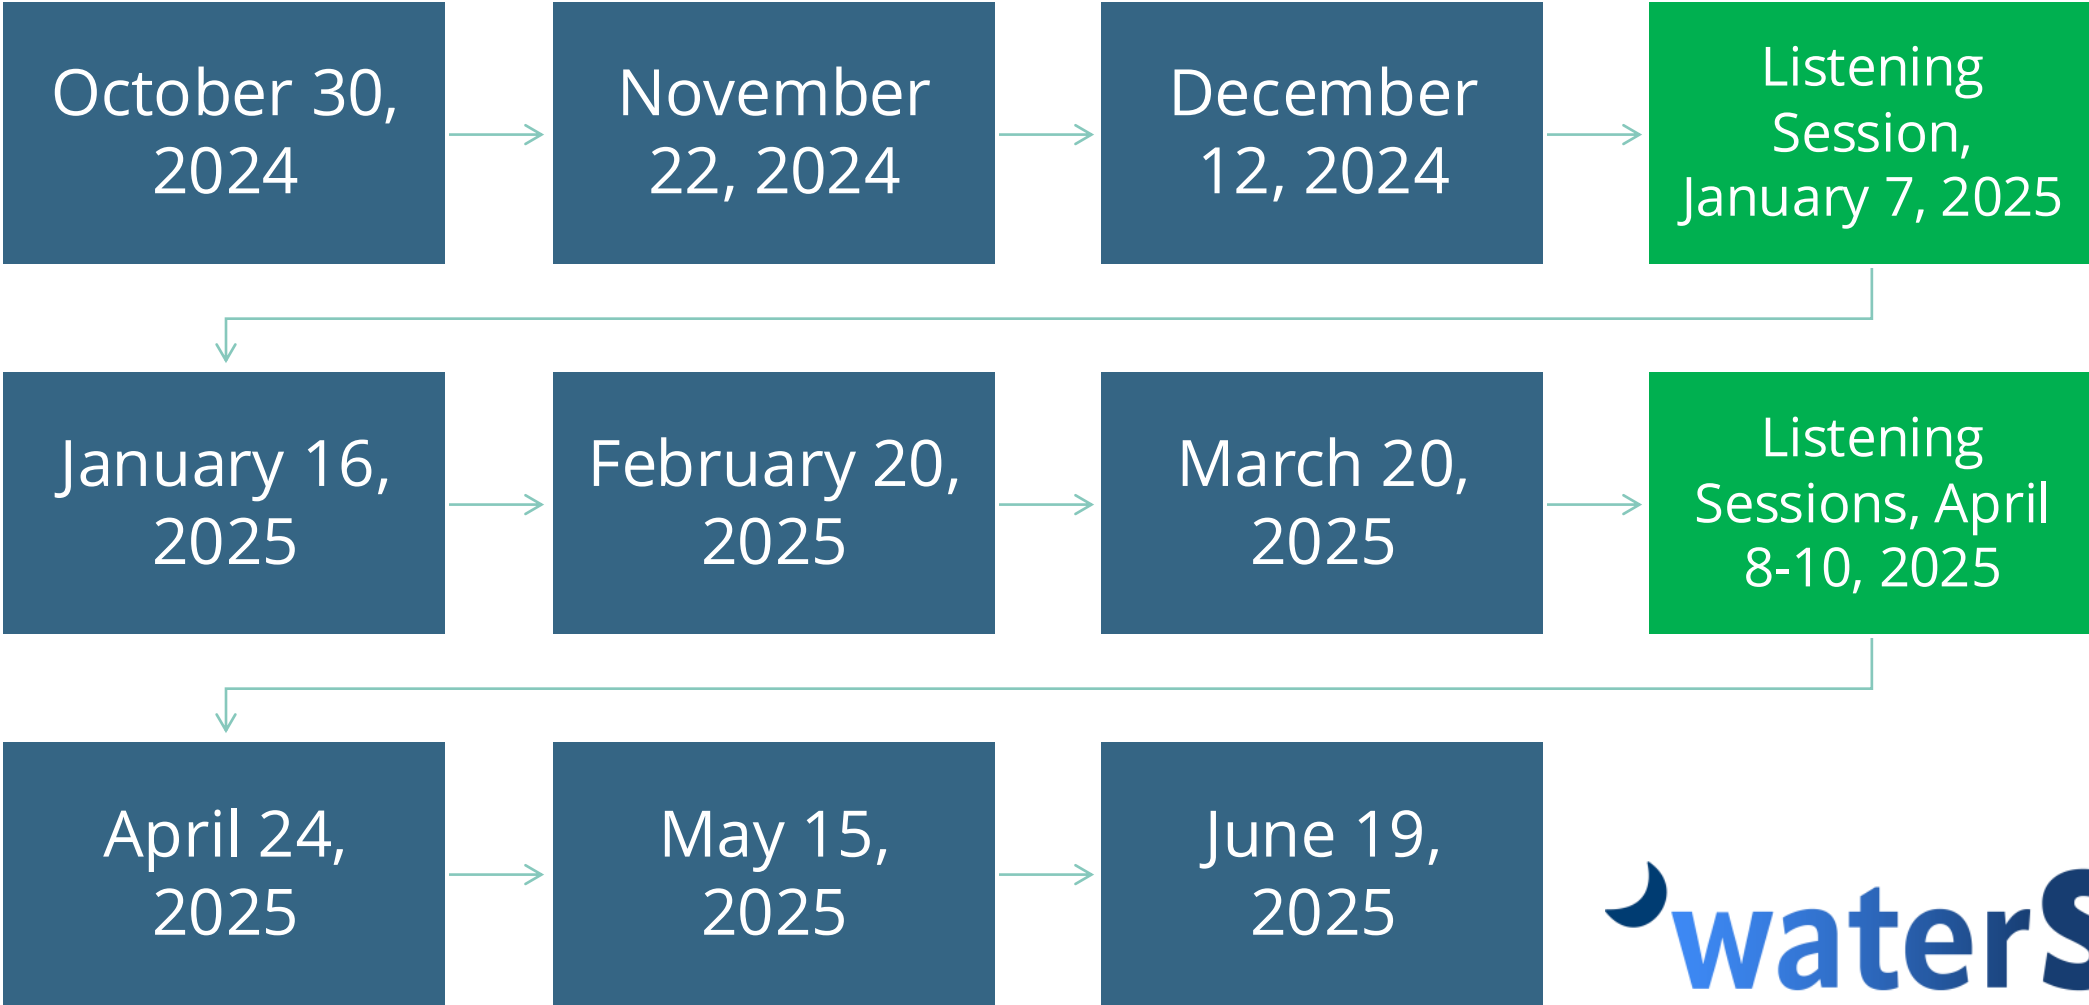 October 30,
2024
November
22, 2024
December
12, 2024
Listening
Session,
January 7, 2025
January 16,
2025
February 20,
2025
March 20,
2025
Listening
Sessions, April
8-10, 2025
April 24,
2025
May 15,
2025
June 19,
2025
waterS